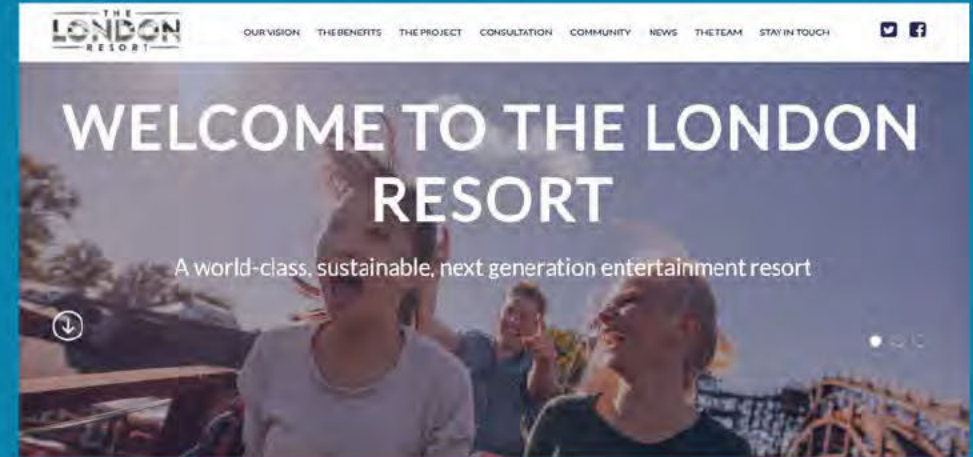 THE
LONDON
RESORT
OUR VISION THE BENEFITS THE PROJECT CONSULTATION COMMUNITY NEWS THE TEAM STAY IN TOUCH
WELCOME TO THE LONDON
RESORT
A world-class, sustainable, next generation entertainment resort